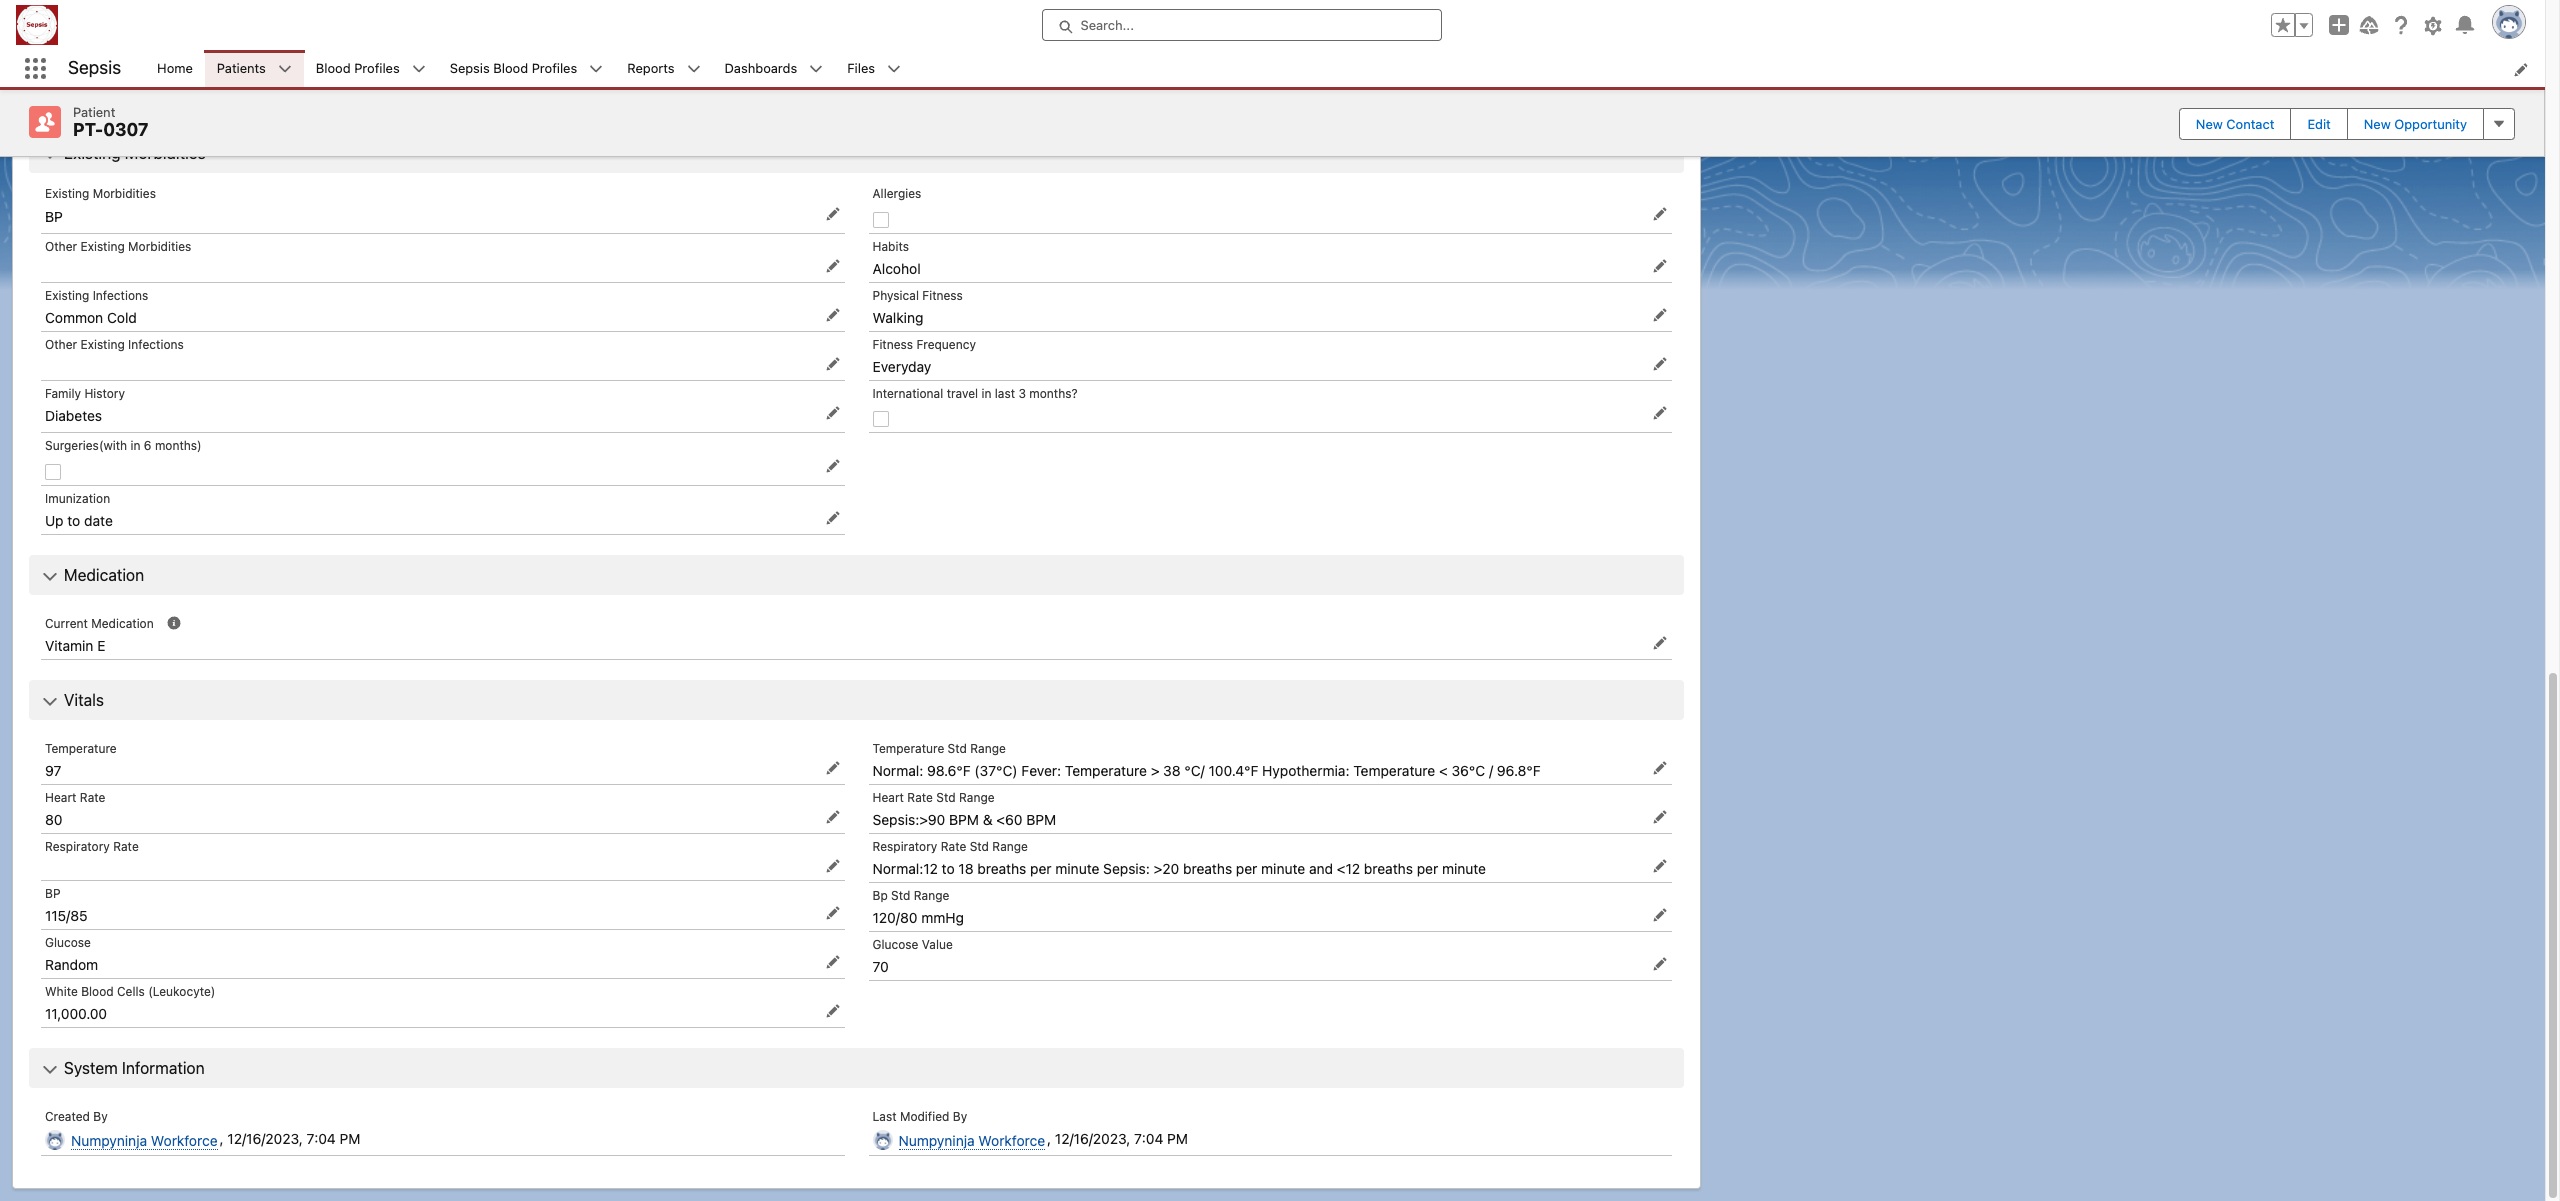 Sepsis
Search...
Sepsis
Home
Patients
Blood Profiles
Sepsis Blood Profiles
Reports
Dashboards
Files
Patient
PT-0307
New Contact
Edit
New Opportunity
Existing Morbidities
Existing Morbidities
BP
Allergies
Other Existing Morbidities
Habits
Alcohol
Existing Infections
Common Cold
Physical Fitness
Walking
Other Existing Infections
Fitness Frequency
Everyday
Family History
Diabetes
International travel in last 3 months?
Surgeries(with in 6 months)
Imunization
Up to date
Medication
Current Medication
Vitamin E
Vitals
Temperature
97
Temperature Std Range
Normal: 98.6°F (37°C) Fever: Temperature > 38 °C/ 100.4°F Hypothermia: Temperature < 36°C / 96.8°F
Heart Rate
80
Heart Rate Std Range
Sepsis:>90 BPM & <60 BPM
Respiratory Rate
Respiratory Rate Std Range
Normal:12 to 18 breaths per minute Sepsis: >20 breaths per minute and <12 breaths per minute
BP
115/85
Bp Std Range
120/80 mmHg
Glucose
Random
Glucose Value
70
White Blood Cells (Leukocyte)
11,000.00
System Information
Created By
Numpyninja Workforce, 12/16/2023, 7:04 PM
Last Modified By
Numpyninja Workforce, 12/16/2023, 7:04 PM